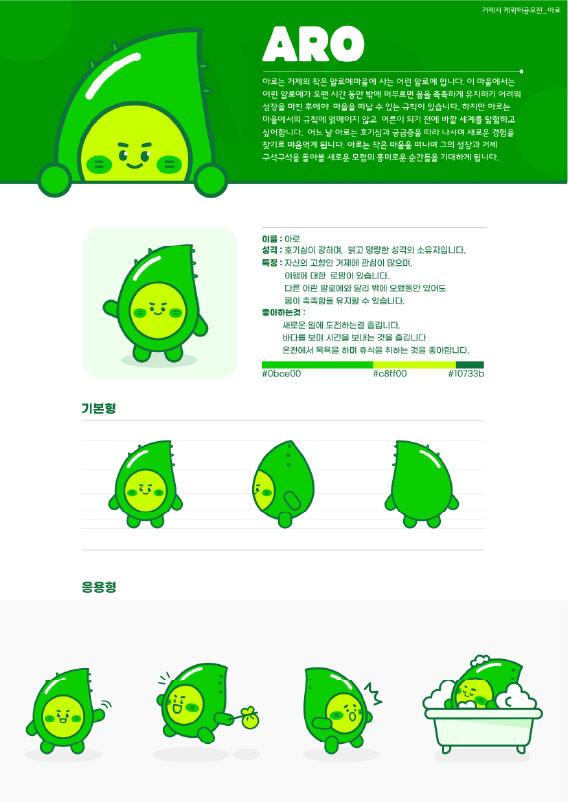 거제시 캐릭터공모전_아로
ARO
아로는 거제의 작은 알로에마을에 사는 어린 알로에 입니다. 이 마을에서는
어린 알로에가 오랜 시간 동안 밖에 머무르면 몸을 촉촉하게 유지하기 어려워
성장을 마친 후에야 마을을 떠날 수 있는 규칙이 있습니다. 하지만 아로는
마을에서의 규칙에 얽매이지 않고 어른이 되기 전에 바깥 세계를 탐험하고
싶어합니다. 어느 날 아로는 호기심과 궁금증을 따라 나서며 새로운 경험을
찾기로 마음먹게 됩니다. 아로는 작은 마을을 떠나며 그의 성장과 거제
구석구석을 돌아볼 새로운 모험의 흥미로운 순간들을 기대하게 됩니다.
이름 : 아로
성격 : 호기심이 강하며, 밝고 명랑한 성격의 소유자입니다.
특징 : 자신의 고향인 거제에 관심이 많으며,
여행에 대한 로망이 있습니다.
다른 어린 알로에와 달리 밖에 오랫동안 있어도
몸이 촉촉함을 유지할 수 있습니다.
좋아하는것 :
새로운 일에 도전하는걸 즐깁니다.
바다를 보며 시간을 보내는 것을 즐깁니다
온천에서 목욕을 하며 휴식을 취하는 것을 좋아합니다.
#0bce00 #c8ff00 #10733b
기본형
응용형